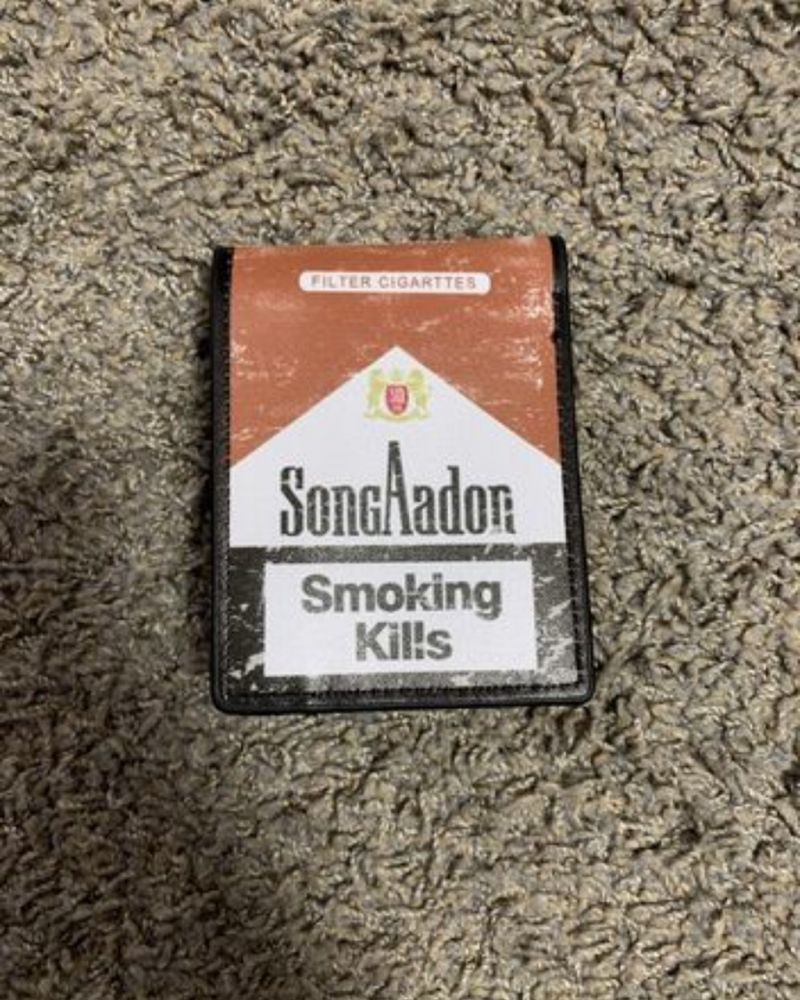 FILTER CIGARTTES
SongAadon
Smoking
Kills